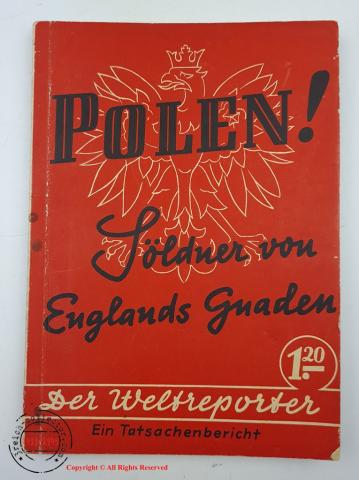 POLEN!
Söldner von
Englands Gnaden
1.20
Der Weltreporter
Ein Tatsachenbericht
Copyright © All Rights Reserved